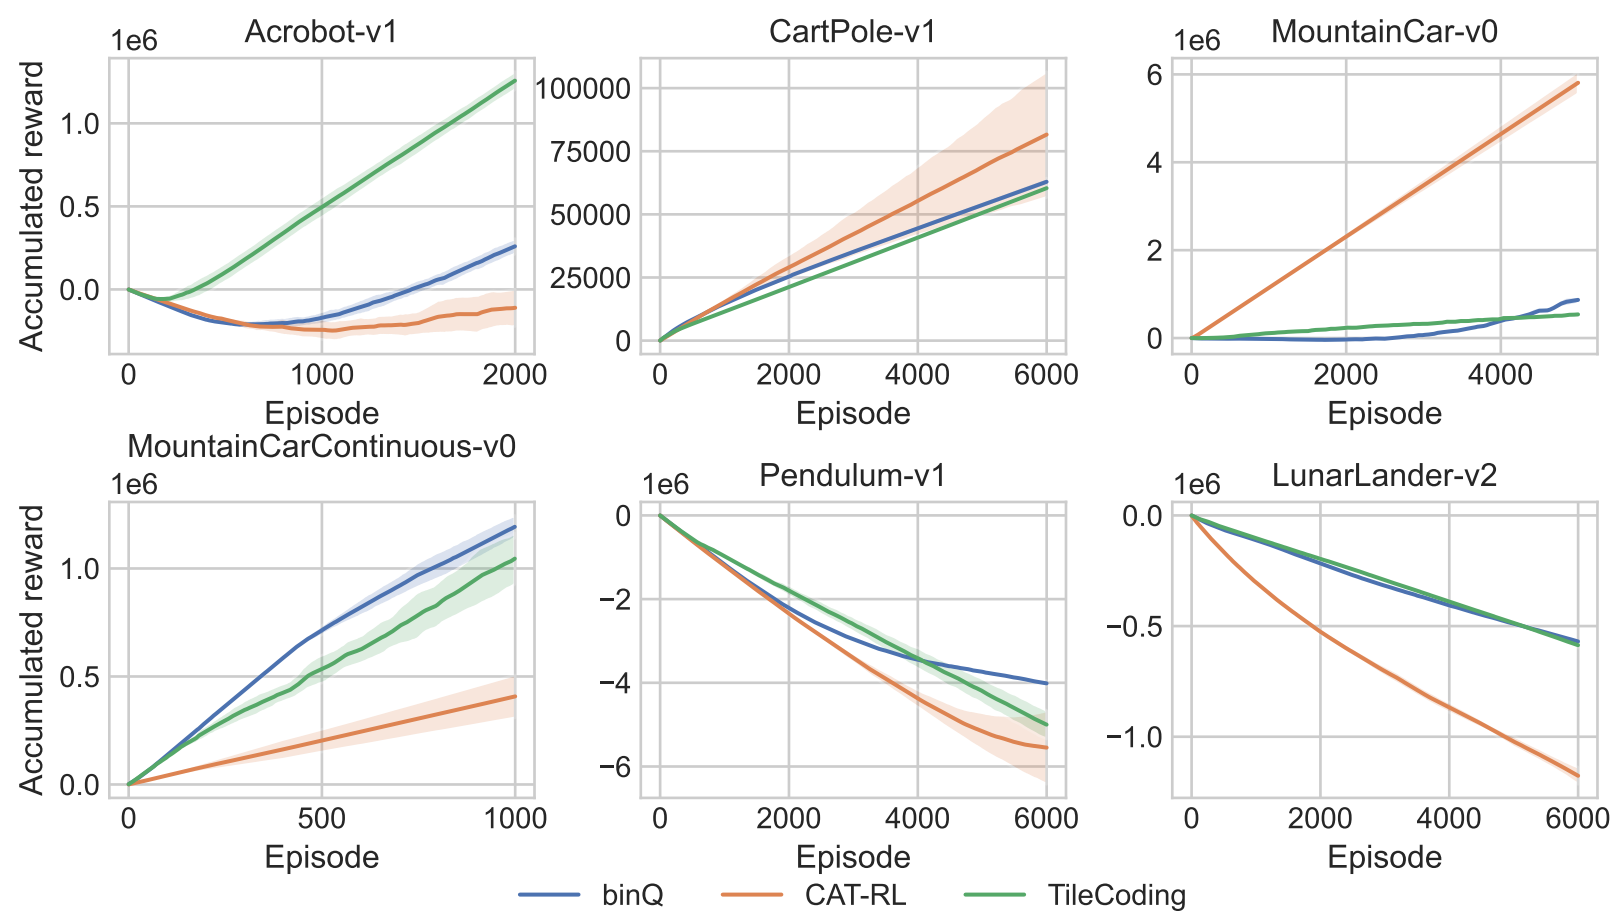 Acrobot-v1
1e6
Accumulated reward
1.0
0.5
0.0
0 1000 2000
Episode
CartPole-v1
100000
75000
50000
25000
0
0 2000 4000 6000
Episode
MountainCar-v0
1e6
6
4
2
0
0 2000 4000
Episode
MountainCarContinuous-v0
1e6
Accumulated reward
1.0
0.5
0.0
0 500 1000
Episode
Pendulum-v1
1e6
0
−2
−4
−6
0 2000 4000 6000
Episode
LunarLander-v2
1e6
0.0
−0.5
−1.0
0 2000 4000 6000
Episode
binQ CAT-RL TileCoding